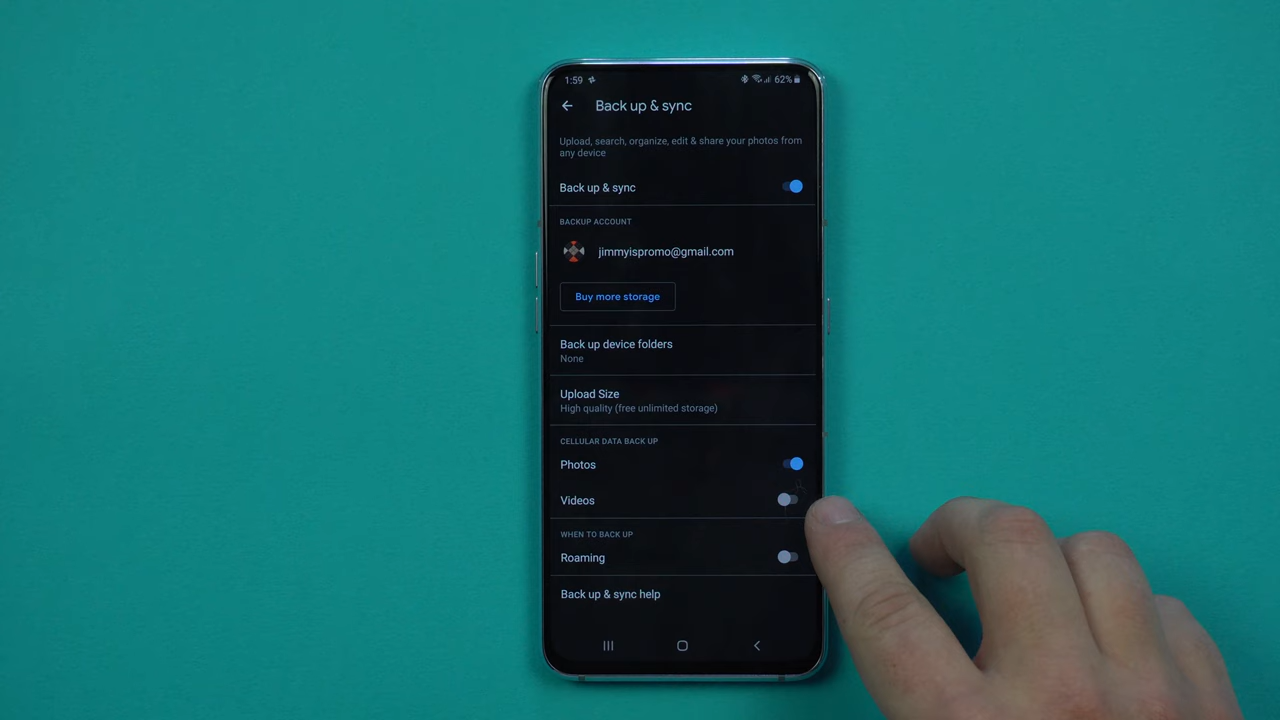 1:59
62%
Back up & sync
Upload, search, organize, edit & share your photos from
any device
Back up & sync
BACKUP ACCOUNT
jimmyispromo@gmail.com
Buy more storage
Back up device folders
None
Upload Size
High quality (free unlimited storage)
CELLULAR DATA BACK UP
Photos
Videos
WHEN TO BACK UP
Roaming
Back up & sync help